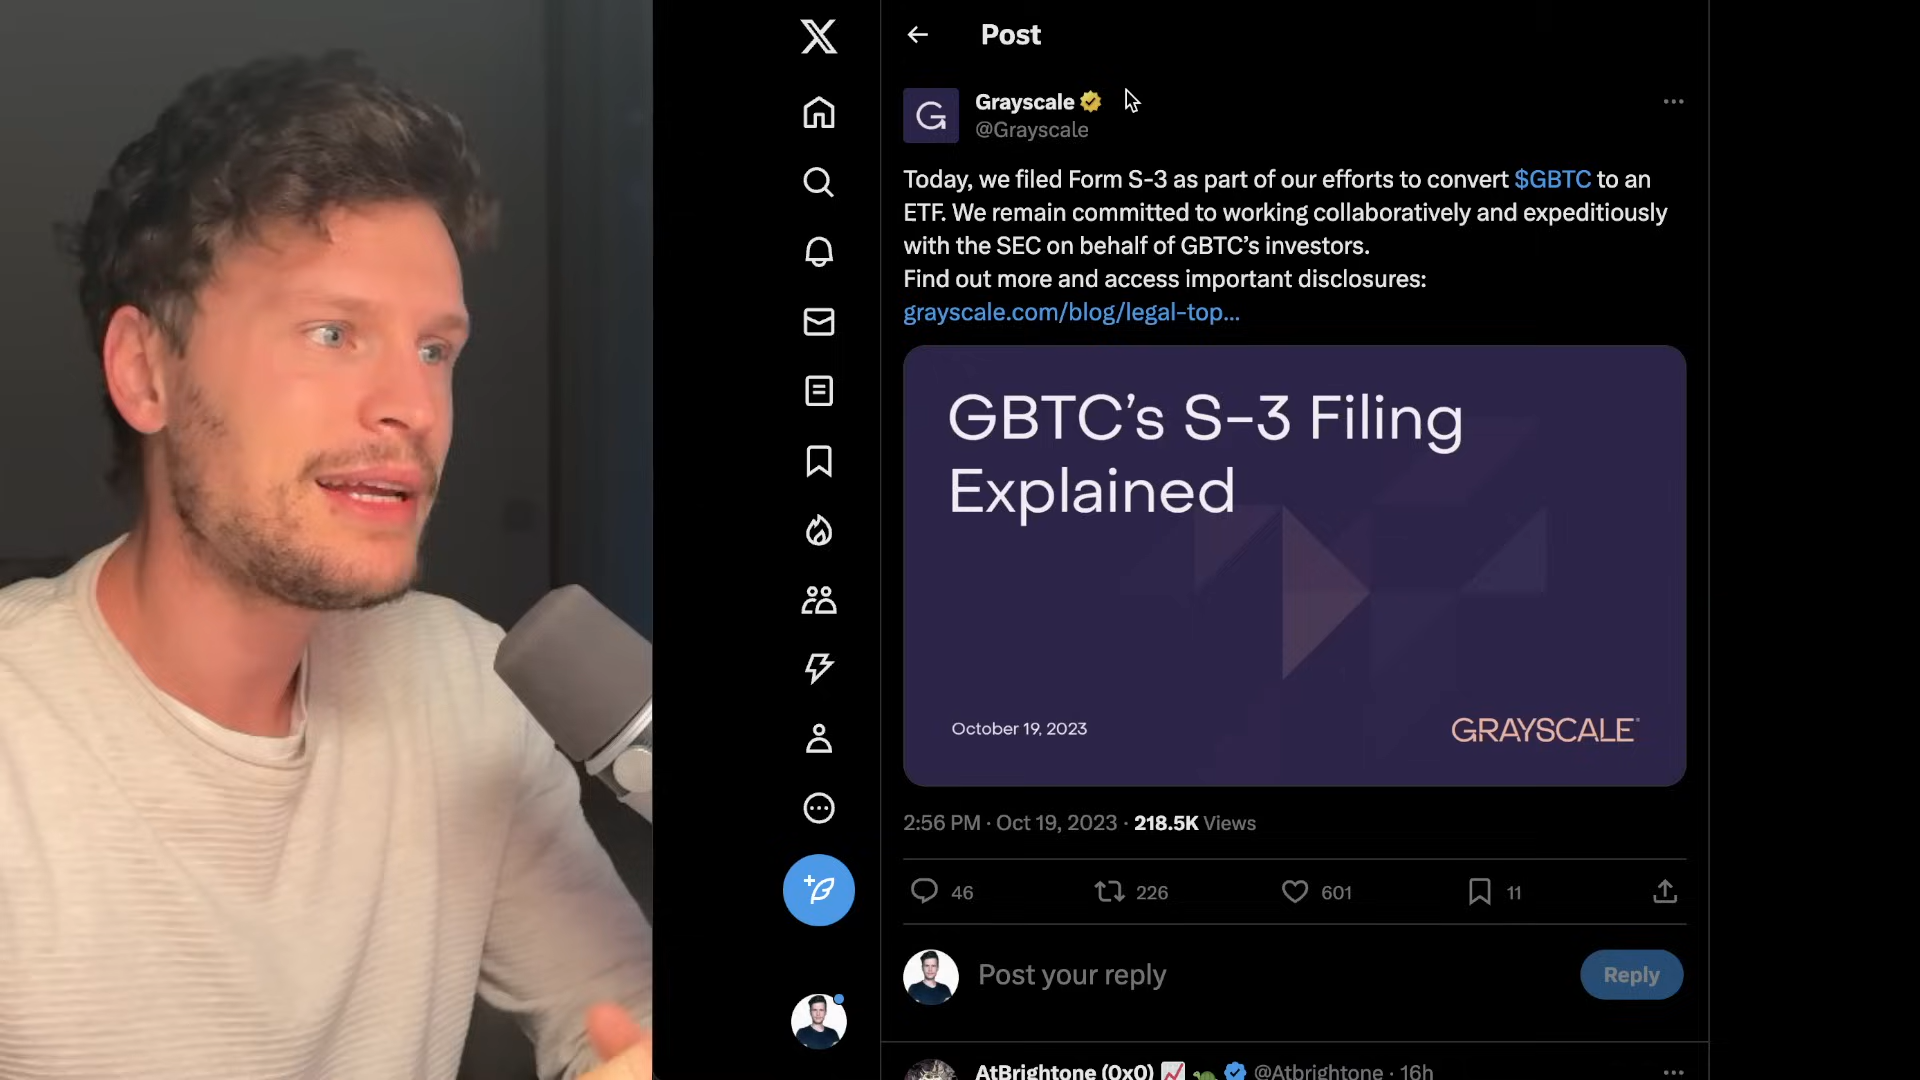 Post
Grayscale
@Grayscale
Today, we filed Form S-3 as part of our efforts to convert $GBTC to an
ETF. We remain committed to working collaboratively and expeditiously
with the SEC on behalf of GBTC’s investors.
Find out more and access important disclosures:
grayscale.com/blog/legal-top…
GBTC’s S-3 Filing
Explained
October 19, 2023
GRAYSCALE
2:56 PM · Oct 19, 2023 · 218.5K Views
46 226 601 11
Post your reply
Reply
AtBrightone (0x0) 📈 🐢 @Atbrightone · 16h